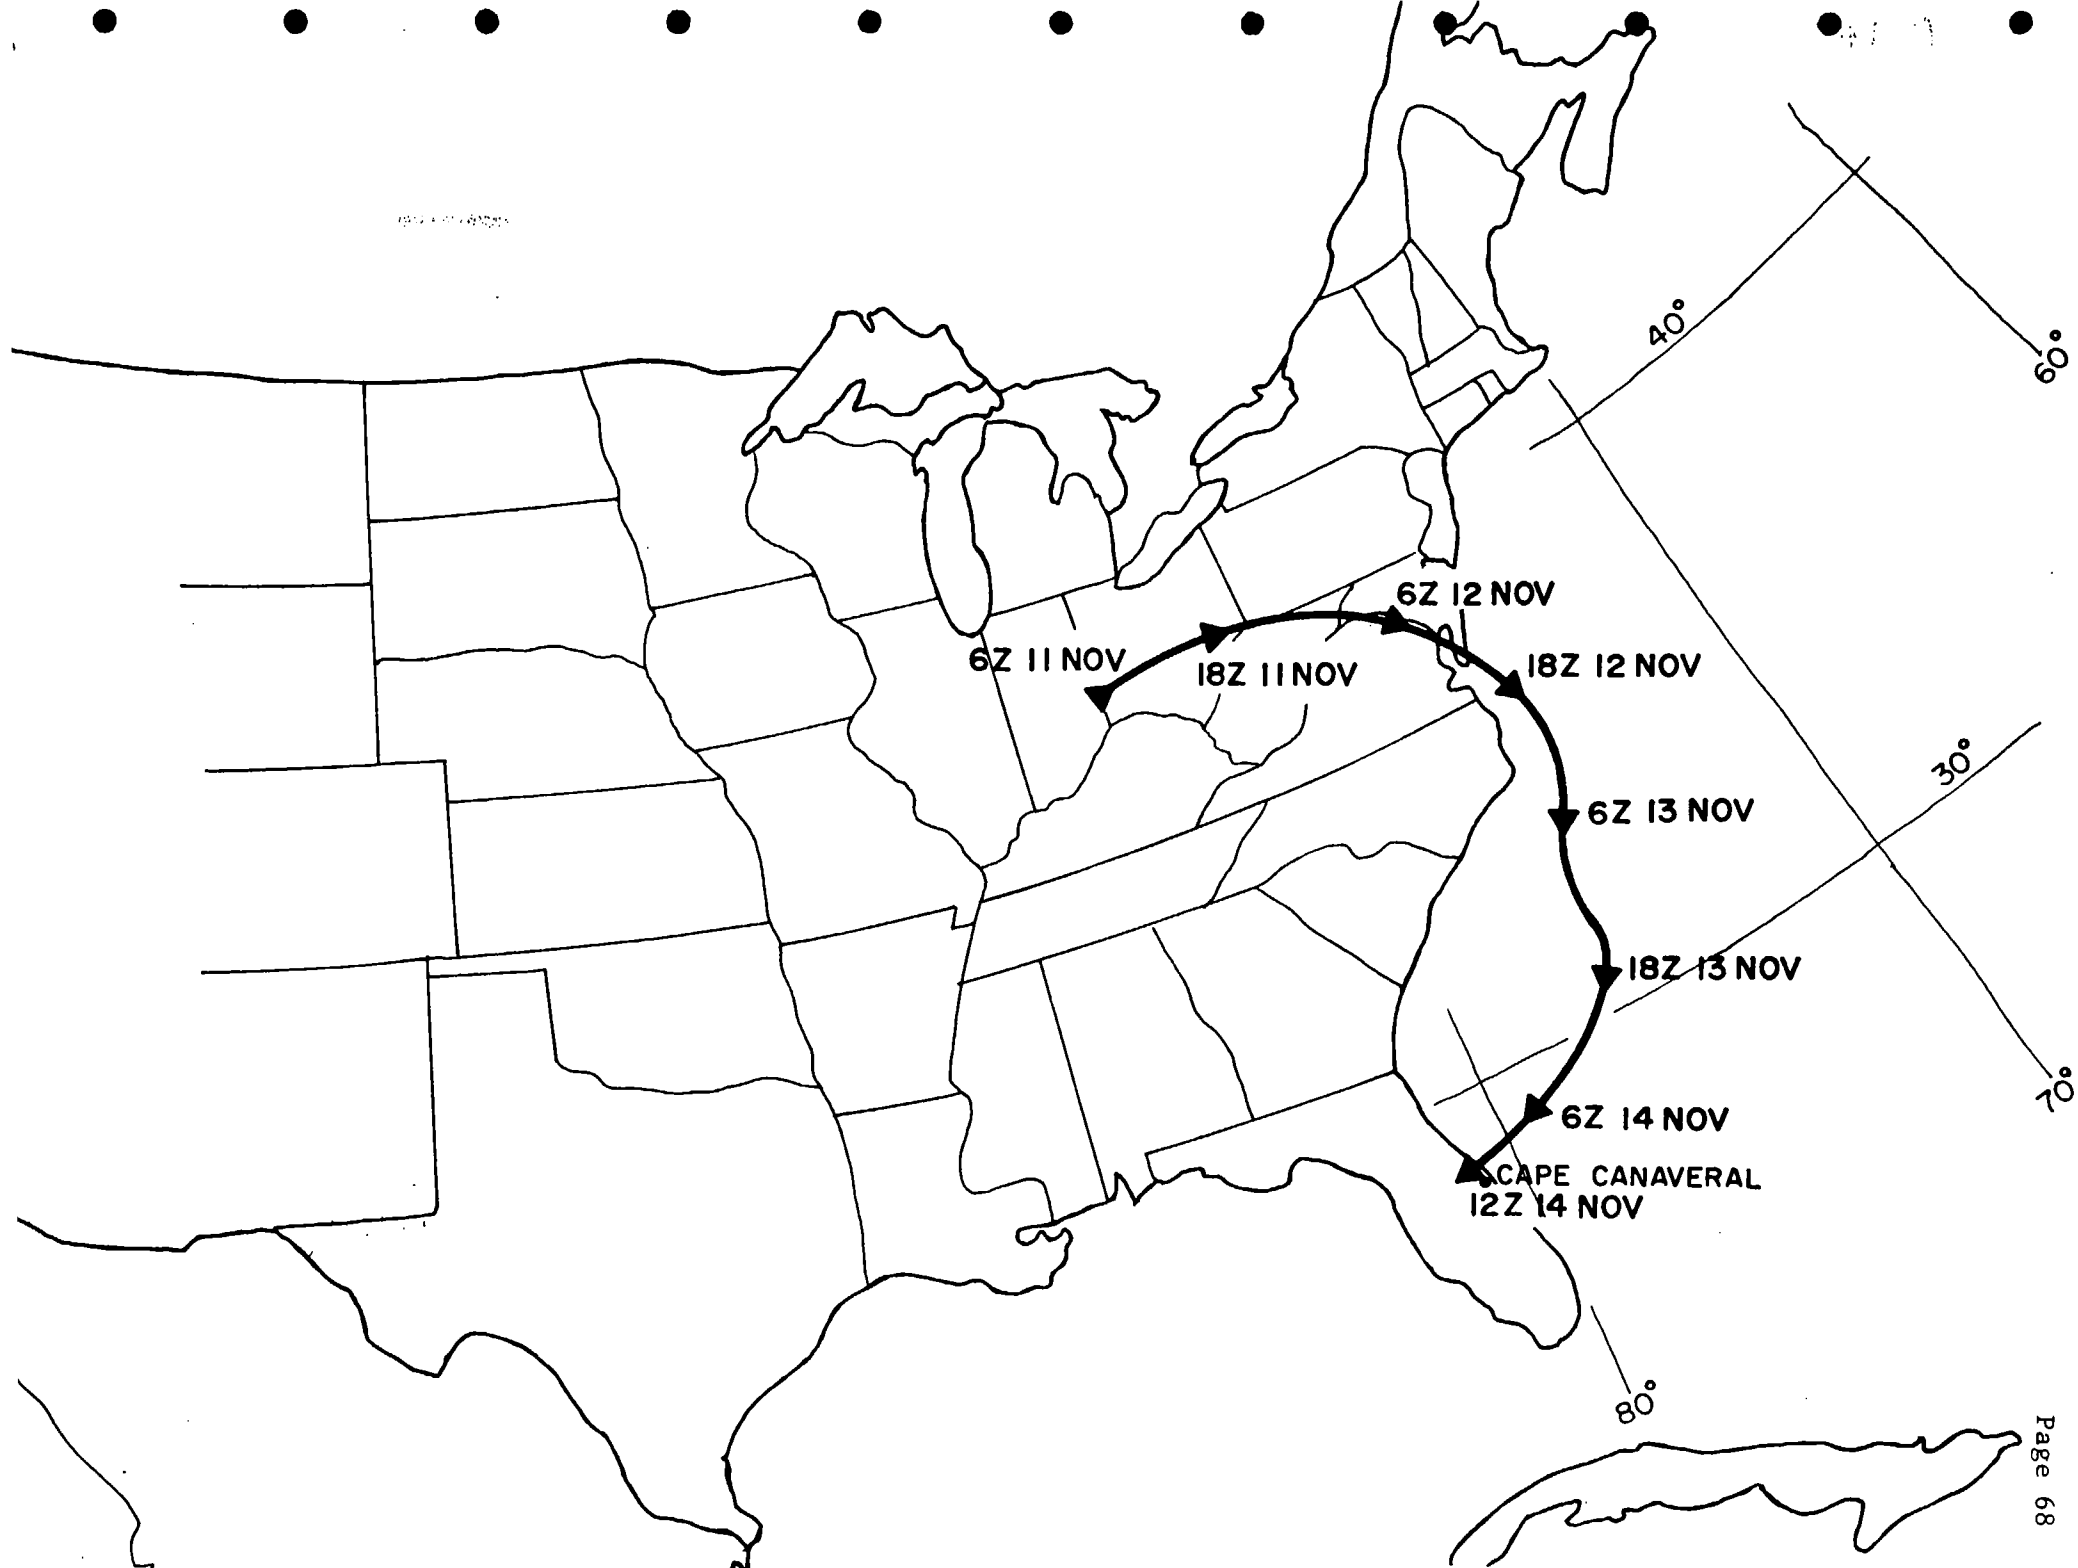 40°
60°
6Z 12 NOV
6Z 11 NOV
18Z 11 NOV
18Z 12 NOV
30°
6Z 13 NOV
18Z 13 NOV
70°
6Z 14 NOV
CAPE CANAVERAL
12Z 14 NOV
80°
Page 68